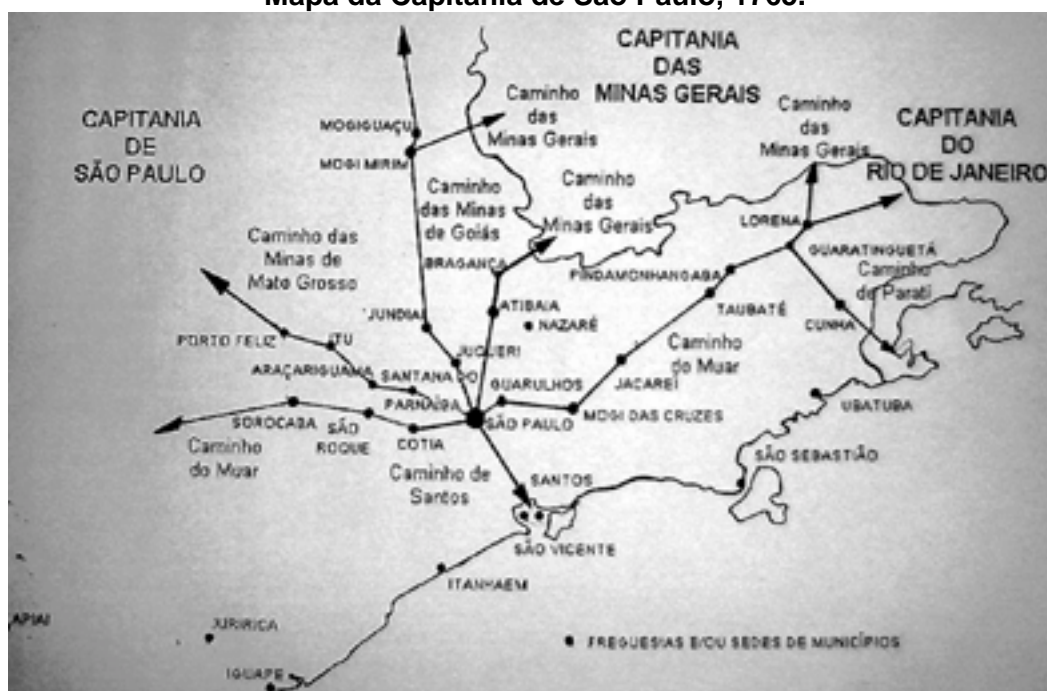 Mapa da Capitania de São Paulo, 1765.
CAPITANIA
DAS
MINAS GERAIS
CAPITANIA
DE
SÃO PAULO
CAPITANIA
DO
RIO DE JANEIRO
Caminho
das
Minas Gerais
Caminho
das
Minas Gerais
MOGIGUAÇU
MOGI MIRIM
Caminho
das Minas
de Goiás
Caminho
das
Minas Gerais
BRAGANÇA
LORENA
GUARATINGUETÁ
PINDAMONHANGABA
Caminho
de Parati
Caminho das
Minas de
Mato Grosso
ATIBAIA
NAZARÉ
TAUBATÉ
CUNHA
JUNDIAI
PORTO FELIZ
ITU
JUQUERI
Caminho
do Muar
ARAÇARIGUAMA
SANTANA DO
PARNAÍBA
GUARULHOS
JACAREÍ
UBATUBA
SOROCABA
SÃO
ROQUE
COTIA
SÃO PAULO
MOGI DAS CRUZES
Caminho
do Muar
Caminho de
Santos
SANTOS
SÃO SEBASTIÃO
SÃO VICENTE
ITANHAEM
APIAI
JURIRICA
FREGUESIAS E/OU SEDES DE MUNICÍPIOS
IGUAPE